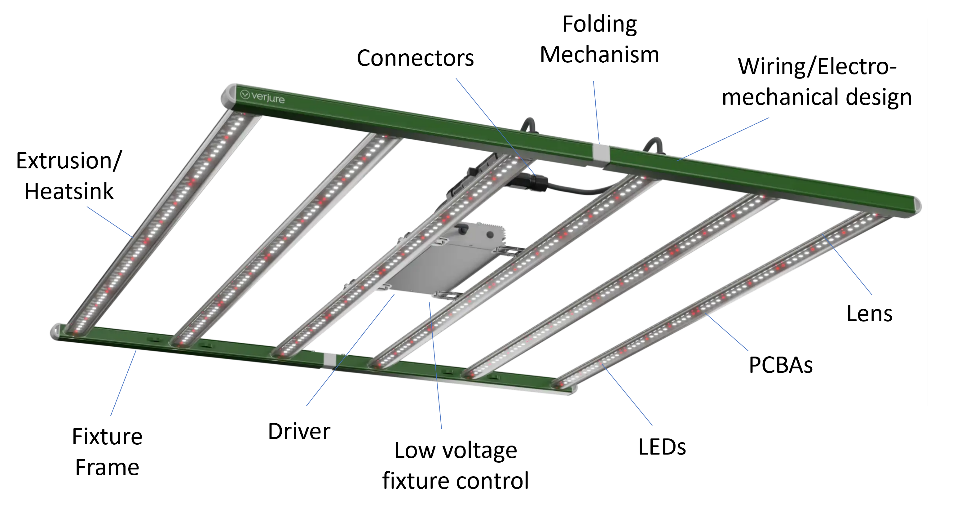 Folding
Mechanism
Connectors
Wiring/Electro-
mechanical design
verjure
Extrusion/
Heatsink
Lens
PCBAs
Driver
LEDs
Fixture
Frame
Low voltage
fixture control